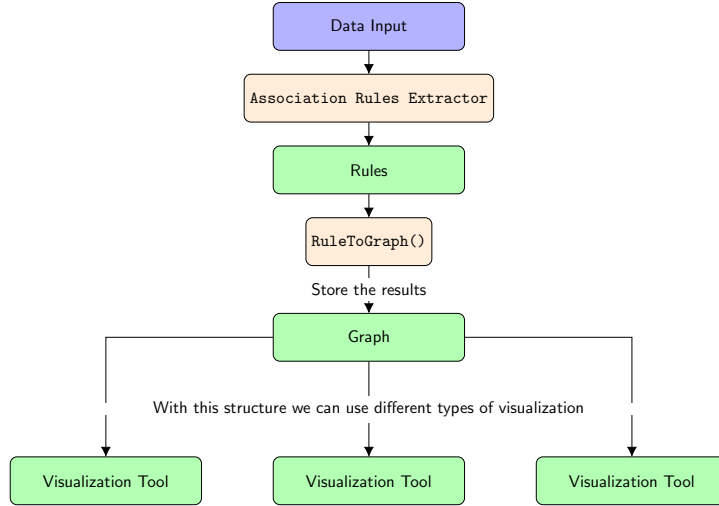 Data Input
Association Rules Extractor
Rules
RuleToGraph()
Store the results
Graph
With this structure we can use different types of visualization
Visualization Tool
Visualization Tool
Visualization Tool